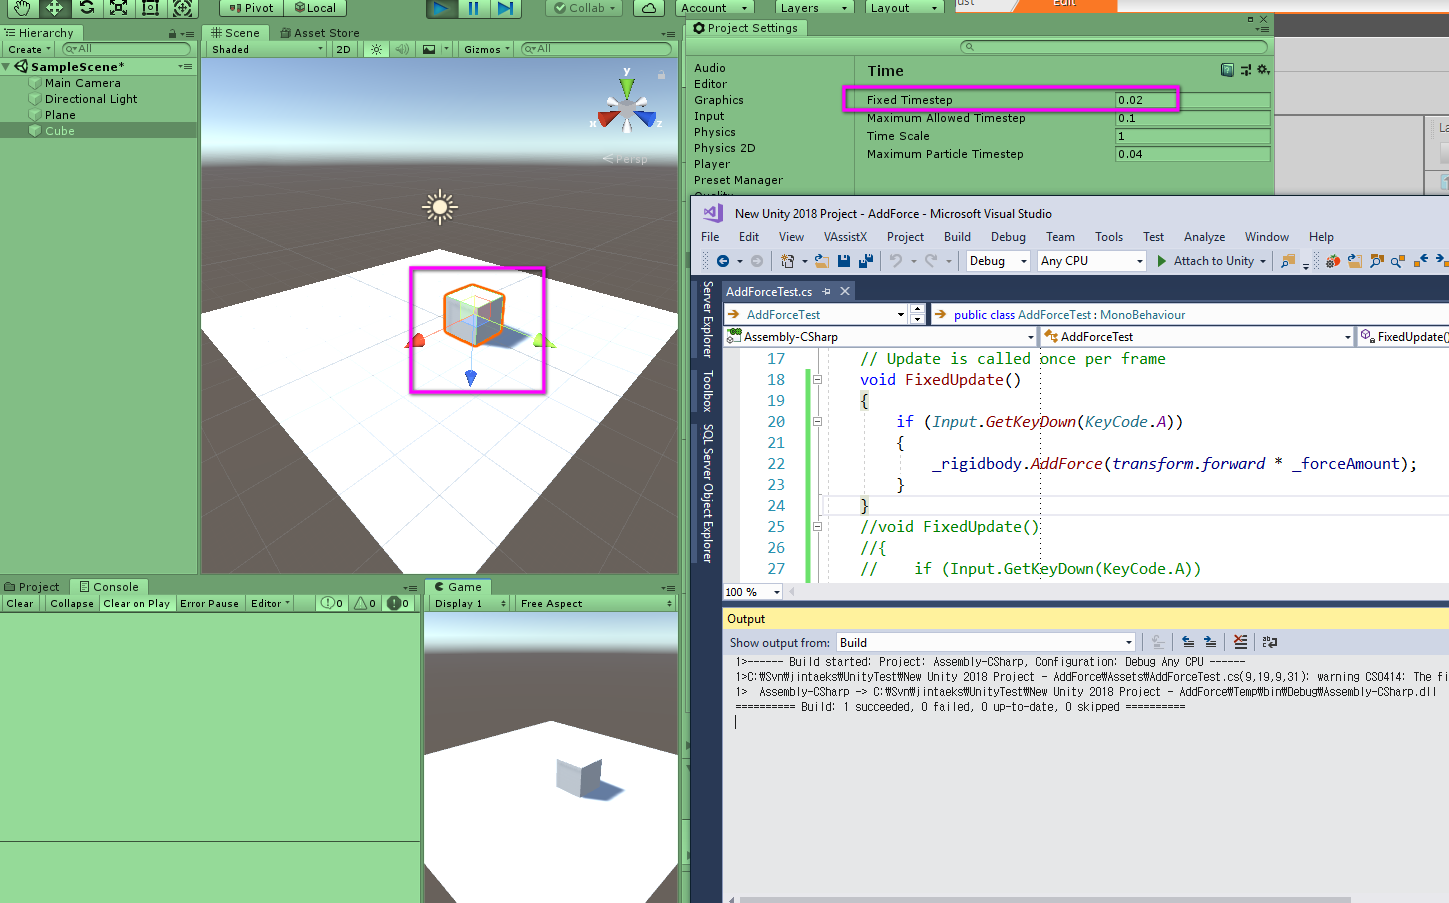 Pivot
Local
Collab
Account
Layers
Layout
ust
Edit
Hierarchy
Create
All
SampleScene*
Main Camera
Directional Light
Plane
Cube
Scene
Asset Store
Shaded
2D
Gizmos
All
y
x
z
Persp
Project Settings
Audio
Editor
Graphics
Input
Physics
Physics 2D
Player
Preset Manager
Time
Fixed Timestep 0.02
Maximum Allowed Timestep 0.1
Time Scale 1
Maximum Particle Timestep 0.04
La
New Unity 2018 Project - AddForce - Microsoft Visual Studio
File Edit View VAssistX Project Build Debug Team Tools Test Analyze Window Help
Debug Any CPU Attach to Unity
Server Explorer
Toolbox
SQL Server Object Explorer
AddForceTest.cs
AddForceTest
public class AddForceTest : MonoBehaviour
Assembly-CSharp
AddForceTest
FixedUpdate()
17 // Update is called once per frame
18 void FixedUpdate()
19 {
20 if (Input.GetKeyDown(KeyCode.A))
21 {
22 _rigidbody.AddForce(transform.forward * _forceAmount);
23 }
24 }
25 //void FixedUpdate()
26 //{
27 // if (Input.GetKeyDown(KeyCode.A))
100 %
Output
Show output from: Build
1>------ Build started: Project: Assembly-CSharp, Configuration: Debug Any CPU ------
1>C:₩Svn₩jintaeks₩UnityTest₩New Unity 2018 Project - AddForce₩Assets₩AddForceTest.cs(9,19,9,31): warning CS0414: The fi
1> Assembly-CSharp -> C:₩Svn₩jintaeks₩UnityTest₩New Unity 2018 Project - AddForce₩Temp₩bin₩Debug₩Assembly-CSharp.dll
========== Build: 1 succeeded, 0 failed, 0 up-to-date, 0 skipped ==========
Project
Console
Clear
Collapse
Clear on Play
Error Pause
Editor
0
0
0
Game
Display 1
Free Aspect